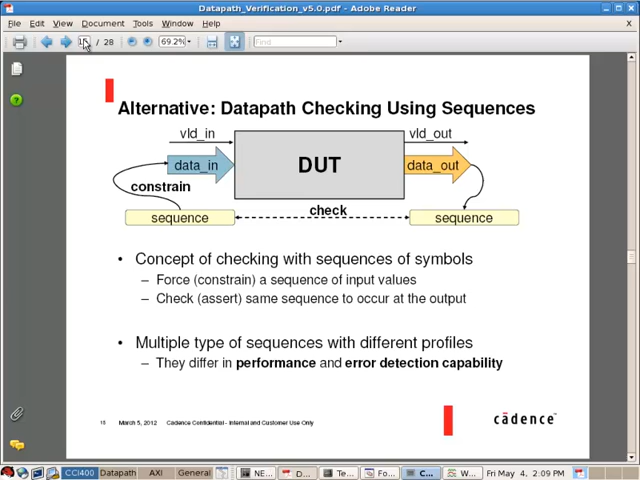 Datapath_Verification_v5.0.pdf - Adobe Reader
File Edit View Document Tools Window Help
X
/ 28
69.2%
Find
Alternative: Datapath Checking Using Sequences
vld_in
vld_out
data_in
DUT
data_out
constrain
check
sequence
sequence
• Concept of checking with sequences of symbols
– Force (constrain) a sequence of input values
– Check (assert) same sequence to occur at the output
• Multiple type of sequences with different profiles
– They differ in performance and error detection capability
March 5, 2012 Cadence Confidential - Internal and Customer Use Only
cādence
CCI400 Datapath AXI General NE... D... Te... Fo... C... W... Fri May 4, 2:09 PM